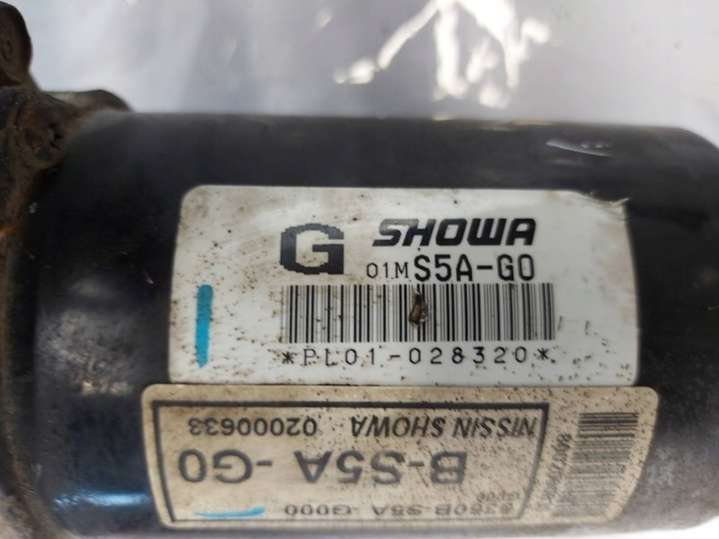 G SHOWA
01M S5A-G0
*PL01-028320*
B-S5A -G0
NISSIN SHOWA 02000633